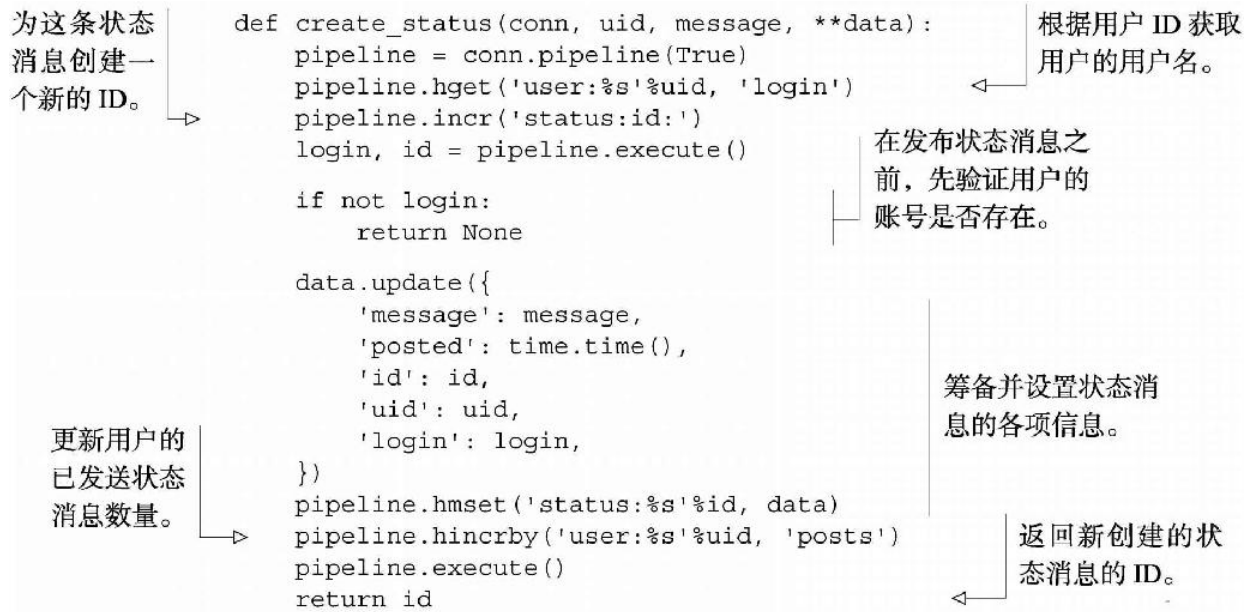 为这条状态
消息创建一
个新的 ID。
def create_status(conn, uid, message, **data):
    pipeline = conn.pipeline(True)
    pipeline.hget('user:%s'%uid, 'login')
    pipeline.incr('status:id:')
    login, id = pipeline.execute()
根据用户 ID 获取
用户的用户名。
在发布状态消息之
前，先验证用户的
账号是否存在。
    if not login:
        return None
    data.update({
        'message': message,
        'posted': time.time(),
        'id': id,
        'uid': uid,
        'login': login,
    })
筹备并设置状态消
息的各项信息。
更新用户的
已发送状态
消息数量。
    pipeline.hmset('status:%s'%id, data)
    pipeline.hincrby('user:%s'%uid, 'posts')
    pipeline.execute()
    return id
返回新创建的状
态消息的 ID。